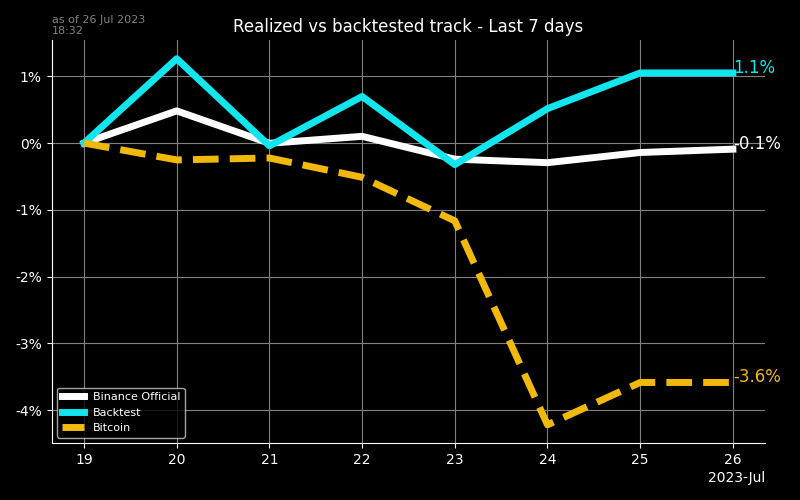 as of 26 Jul 2023
18:32
Realized vs backtested track - Last 7 days
1%
0%
-1%
-2%
-3%
-4%
1.1%
-0.1%
-3.6%
Binance Official
Backtest
Bitcoin
19 20 21 22 23 24 25 26
2023-Jul